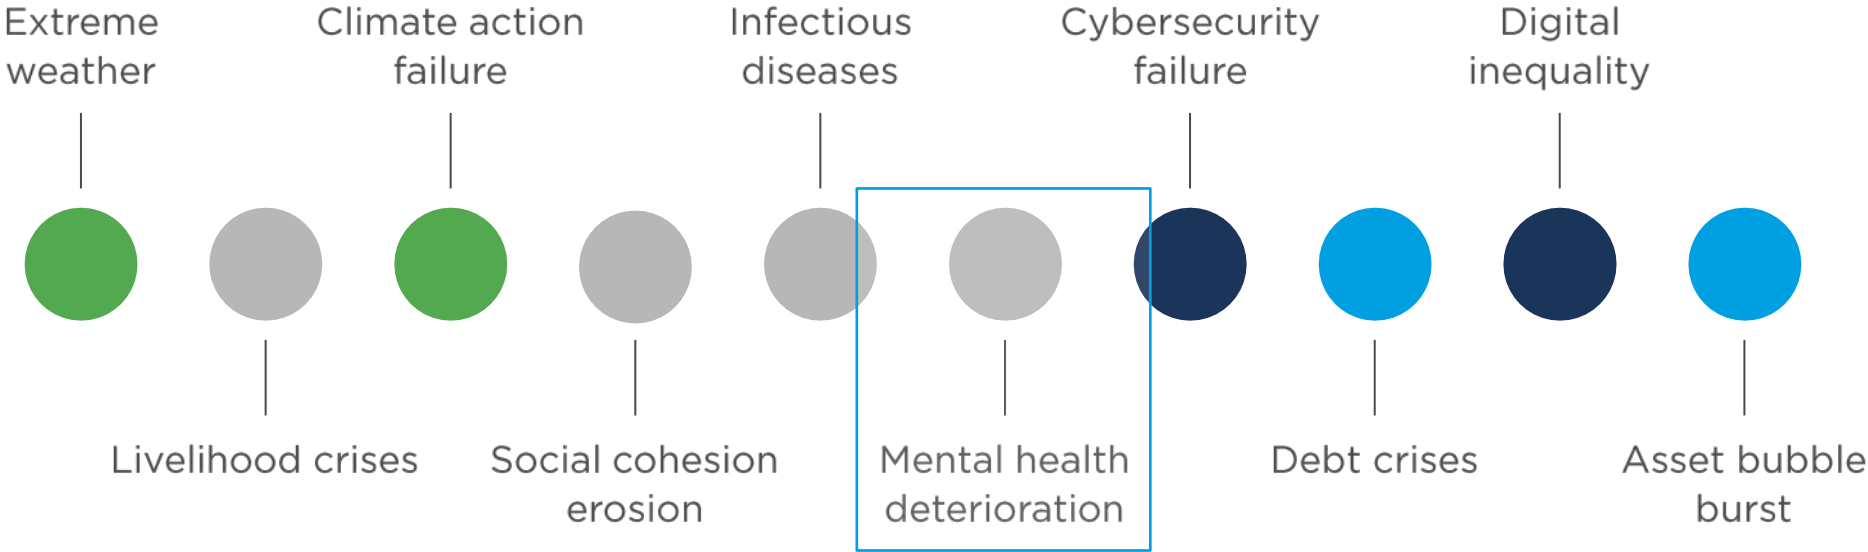 Extreme
weather
Climate action
failure
Infectious
diseases
Cybersecurity
failure
Digital
inequality
Livelihood crises
Social cohesion
erosion
Mental health
deterioration
Debt crises
Asset bubble
burst